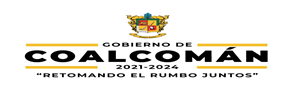 GOBIERNO DE
COALCOMÁN
2021-2024
"RETOMANDO EL RUMBO JUNTOS"